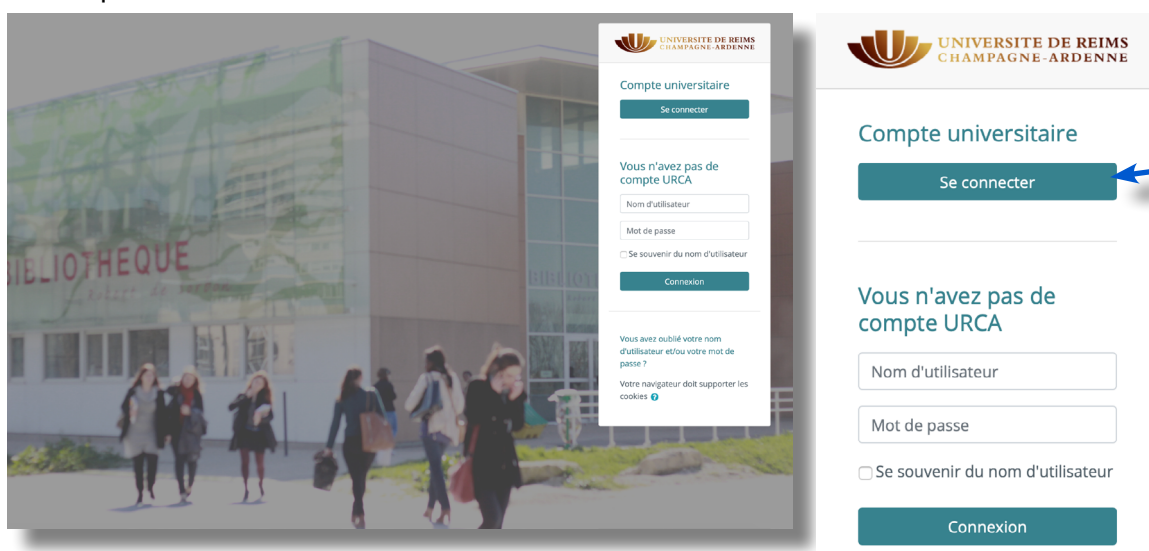 BIBLIOTHEQUE
UNIVERSITE DE REIMS
CHAMPAGNE-ARDENNE
Compte universitaire
Se connecter
Vous n'avez pas de
compte URCA
Nom d'utilisateur
Mot de passe
Se souvenir du nom d'utilisateur
Connexion
Vous avez oublié votre nom
d'utilisateur et/ou votre mot de
passe ?
Votre navigateur doit supporter les
cookies
UNIVERSITE DE REIMS
CHAMPAGNE-ARDENNE
Compte universitaire
Se connecter
Vous n'avez pas de
compte URCA
Nom d'utilisateur
Mot de passe
Se souvenir du nom d'utilisateur
Connexion